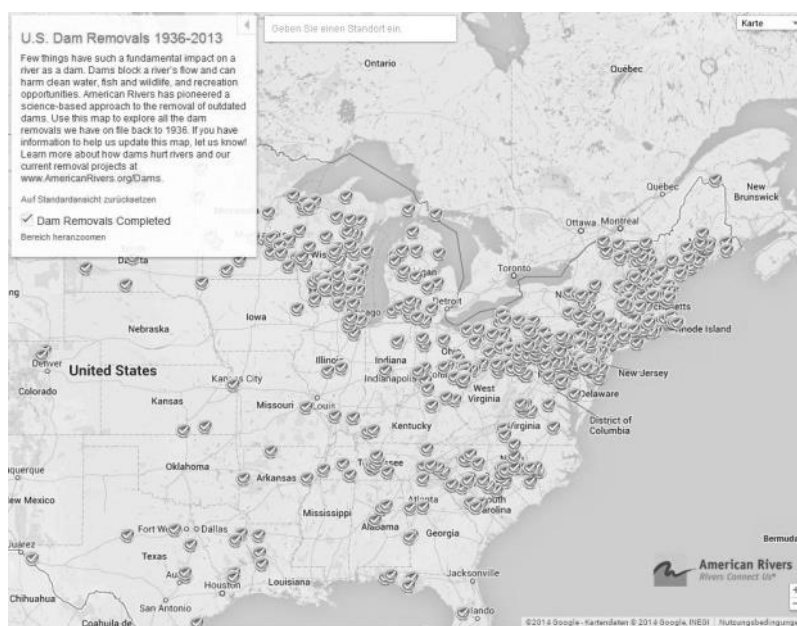 U.S. Dam Removals 1936-2013
Few things have such a fundamental impact on a
river as a dam. Dams block a river's flow and can
harm clean water, fish and wildlife, and recreation
opportunities. American Rivers has pioneered a
science-based approach to the removal of outdated
dams. Use this map to explore all the dam
removals we have on file back to 1936. If you have
information to help us update this map, let us know!
Learn more about how dams hurt rivers and our
current removal projects at
www.AmericanRivers.org/Dams.
Auf Standardansicht zurücksetzen
Dam Removals Completed
Bereich heranzoomen
Geben Sie einen Standort ein.
Karte
Ontario
Québec
Québec
New
Brunswick
Ottawa
Montreal
Toronto
Detroit
Dakota
Iowa
Nebraska
Rhode Island
United States
Denver
Colorado
Kansas City
Kansas
Missouri
Illinois
Indiana
Indianapolis
West
Virginia
New Jersey
Delaware
District of
Columbia
Virginia
Kentucky
Oklahoma
Arkansas
Mississippi
Alabama
Atlanta
Georgia
South
Carolina
New Mexico
Dallas
Texas
Houston
San Antonio
Louisiana
Jacksonville
Orlando
Bermuda
Juárez
Chihuahua
Coahuila de
American Rivers
Rivers Connect Us®
©2014 Google - Kartendaten © 2014 Google, INEGI
Nutzungsbedingungen